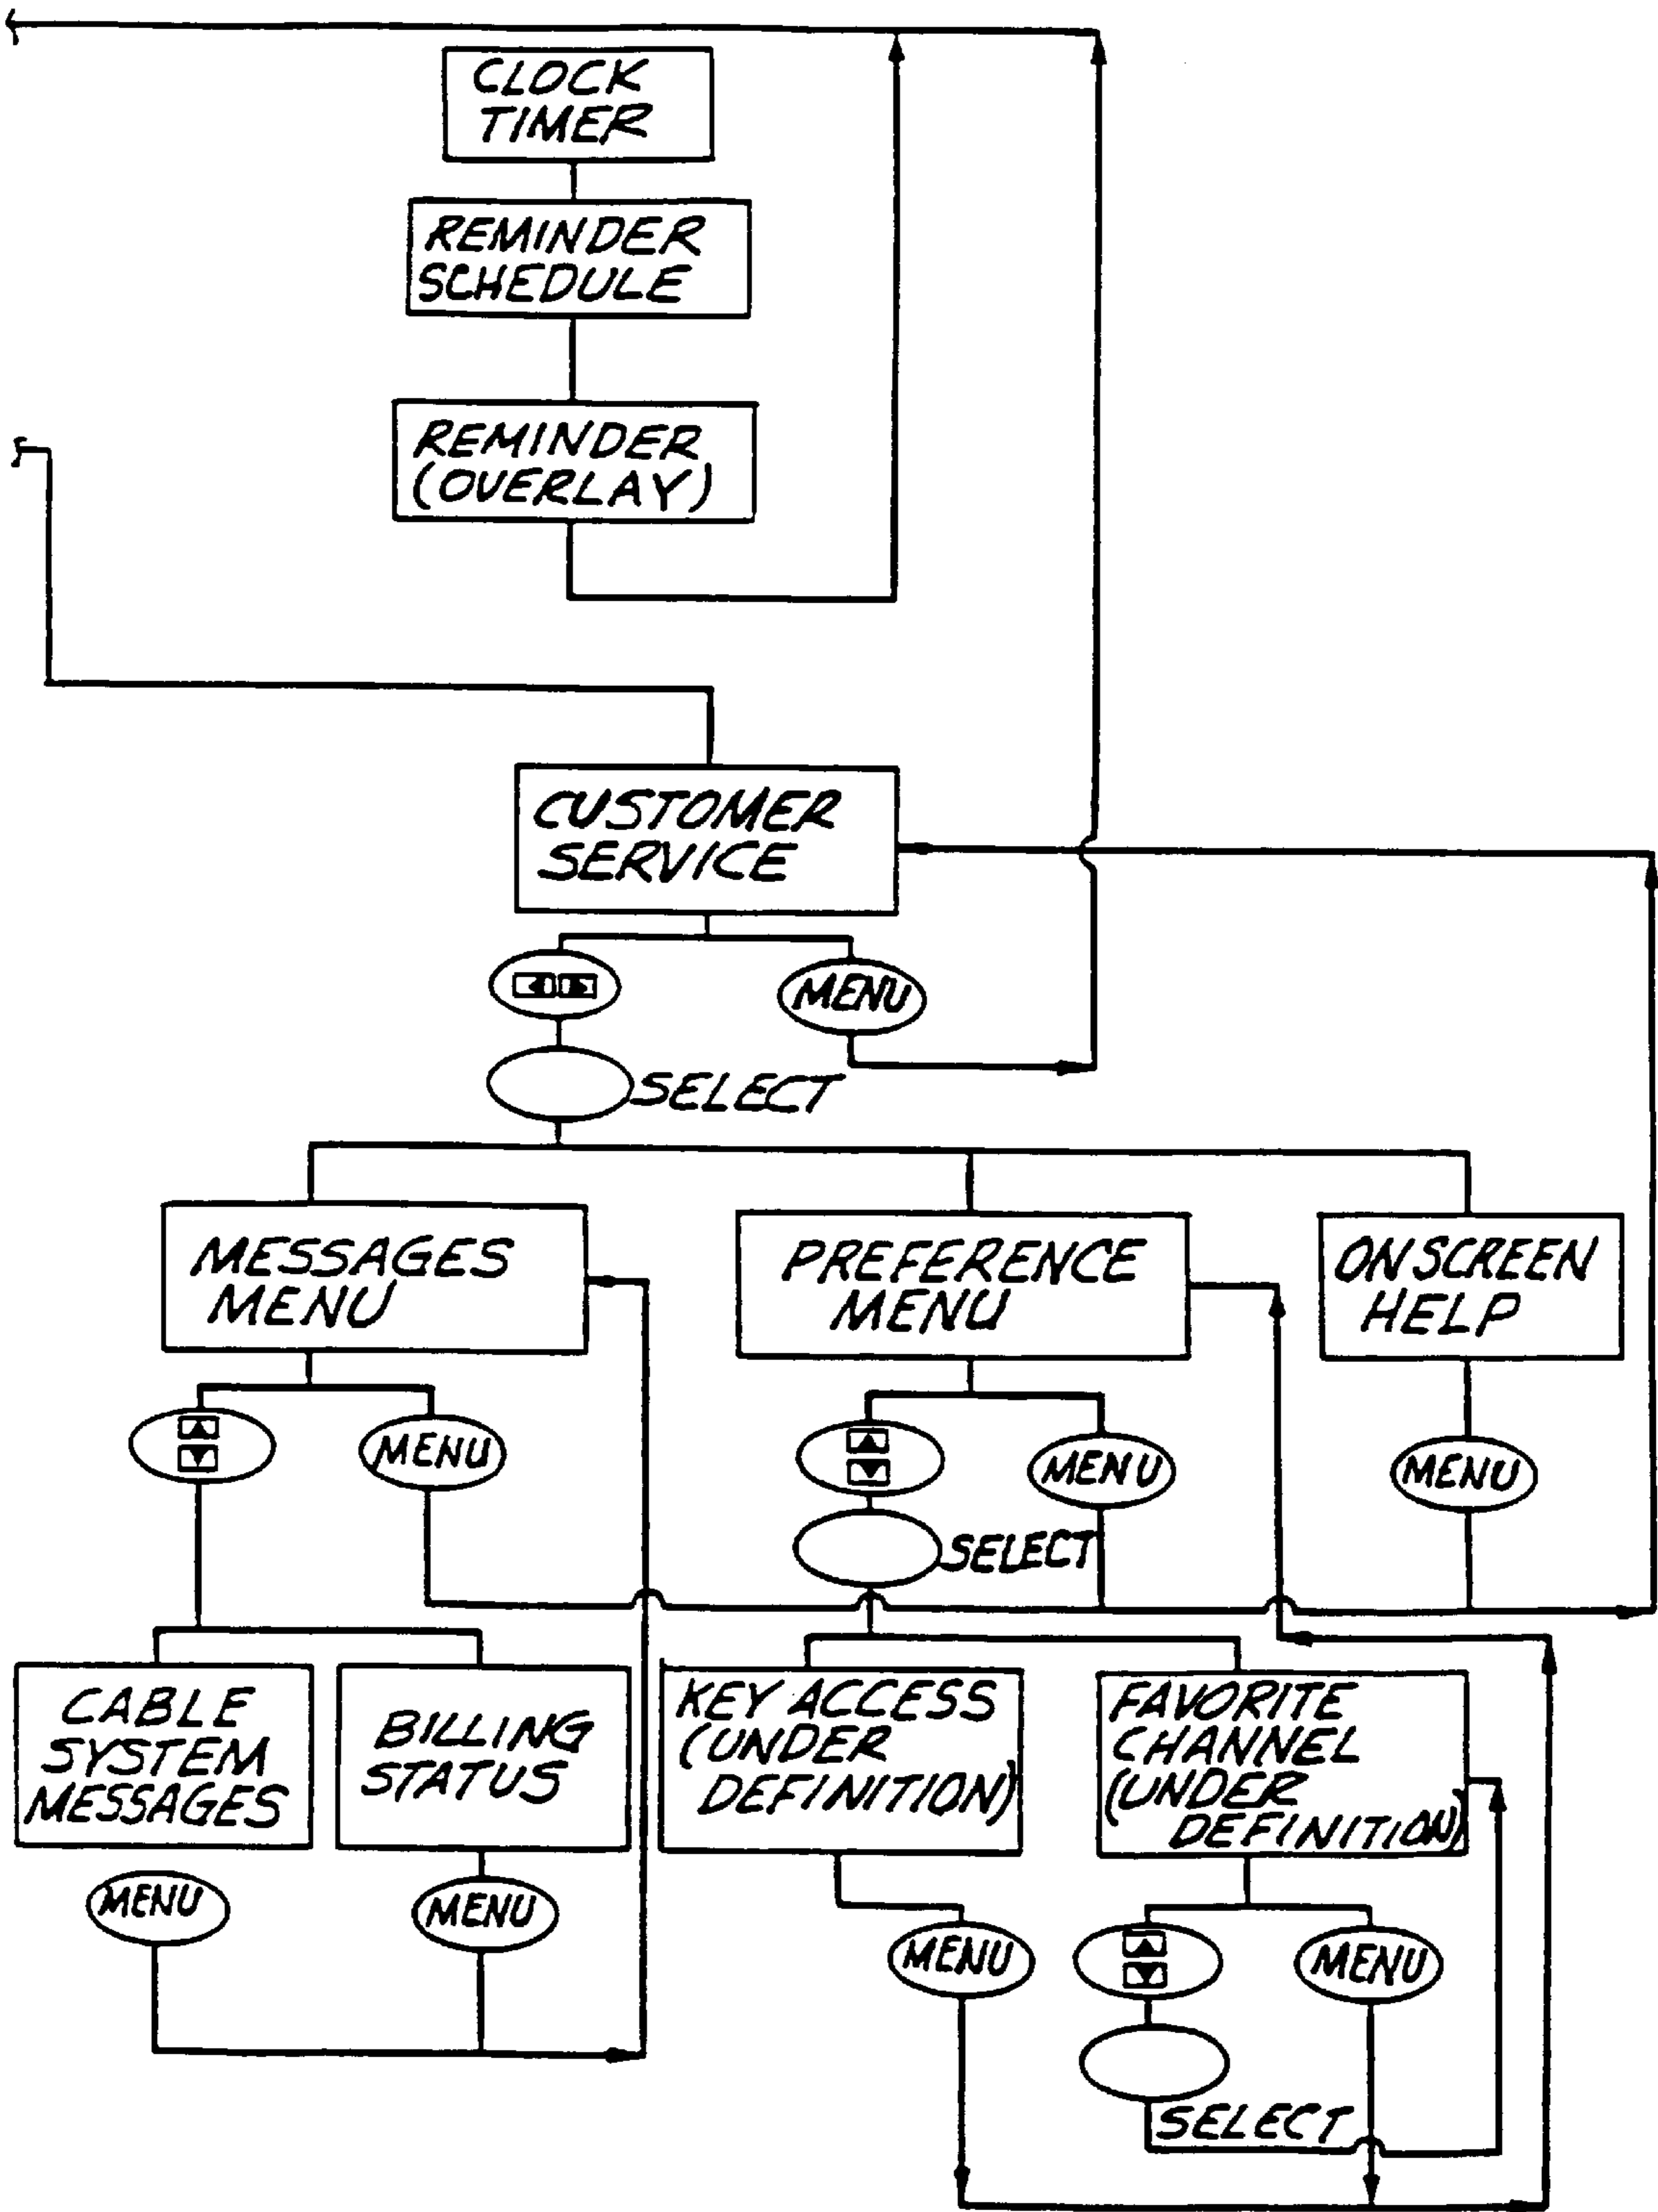 CLOCK
TIMER
REMINDER
SCHEDULE
REMINDER
(OVERLAY)
CUSTOMER
SERVICE
MENU
SELECT
MESSAGES
MENU
PREFERENCE
MENU
ON SCREEN
HELP
MENU
MENU
MENU
SELECT
CABLE
SYSTEM
MESSAGES
BILLING
STATUS
KEY ACCESS
(UNDER
DEFINITION)
FAVORITE
CHANNEL
(UNDER
DEFINITION)
MENU
MENU
MENU
MENU
SELECT